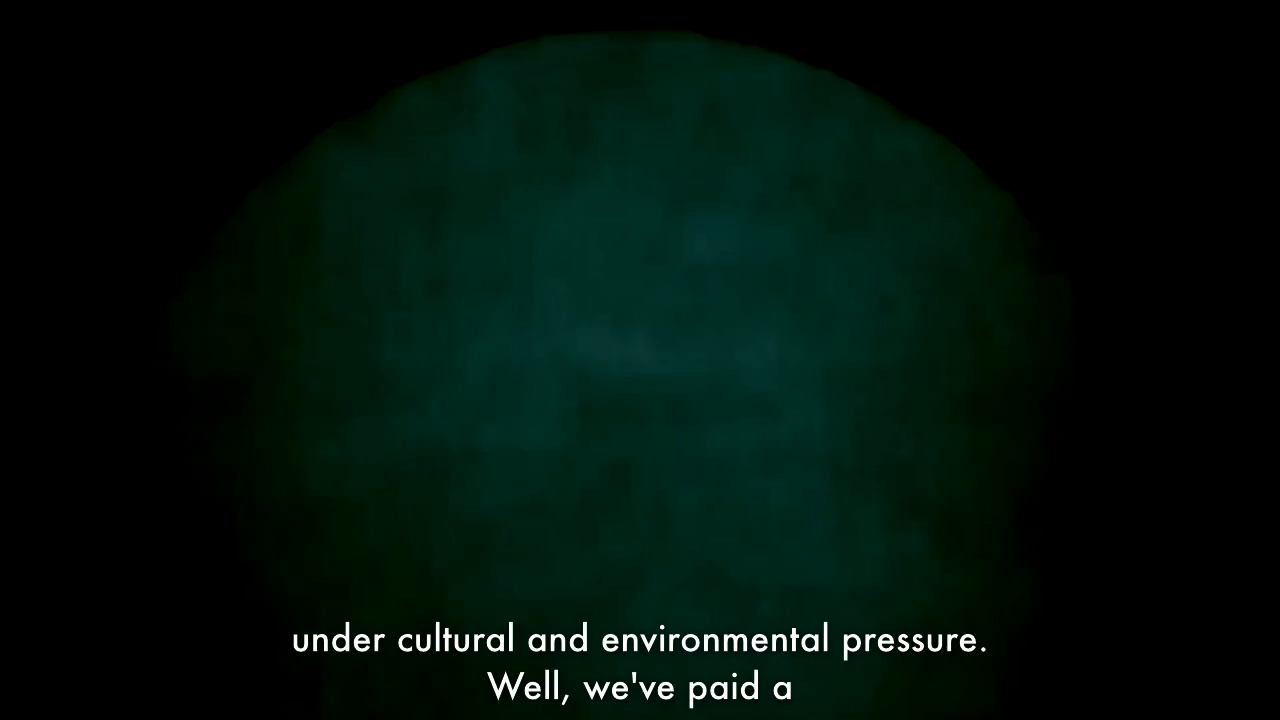 under cultural and environmental pressure.
Well, we've paid a